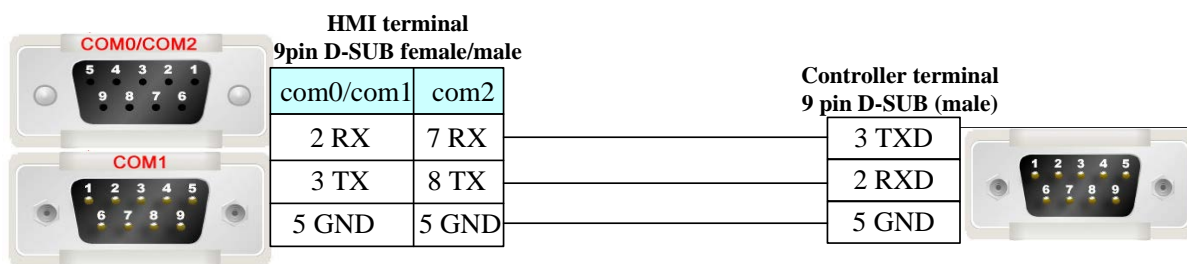 HMI terminal
9pin D-SUB female/male
COM0/COM2
5 4 3 2 1
9 8 7 6
COM1
1 2 3 4 5
6 7 8 9
com0/com1 com2
2 RX 7 RX
3 TX 8 TX
5 GND 5 GND
Controller terminal
9 pin D-SUB (male)
3 TXD
2 RXD
5 GND
1 2 3 4 5
6 7 8 9